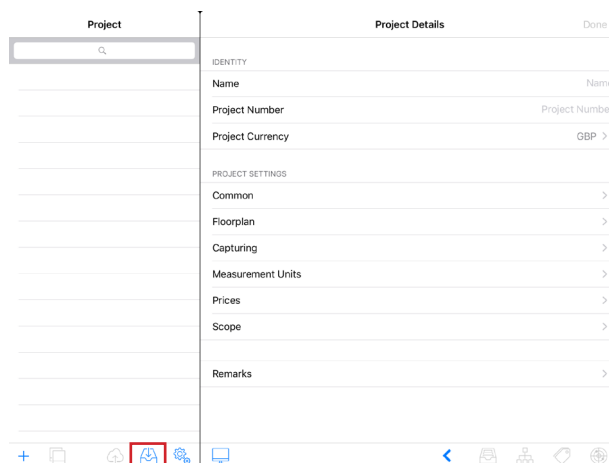 Project
Project Details
Done
IDENTITY
Name
Name
Project Number
Project Numbe
Project Currency
GBP
PROJECT SETTINGS
Common
Floorplan
Capturing
Measurement Units
Prices
Scope
Remarks